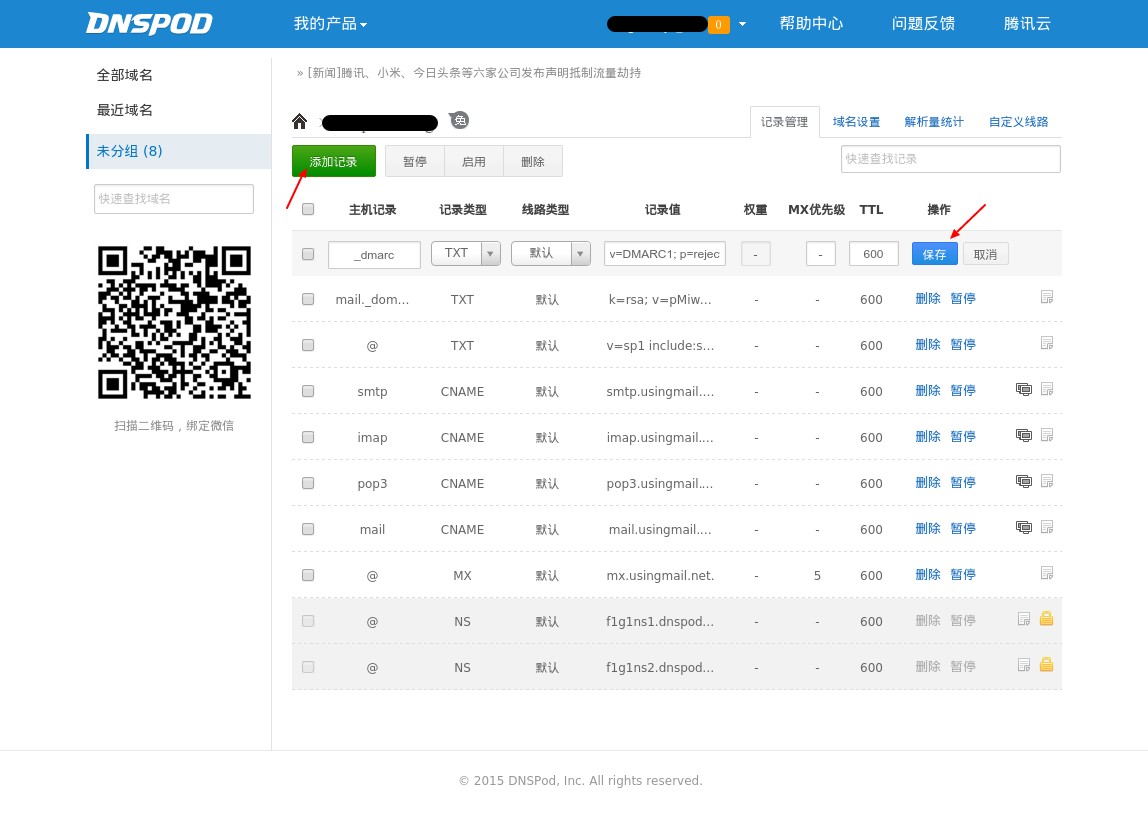 DNSPOD 我的产品 0 帮助中心 问题反馈 腾讯云
全部域名
最近域名
未分组 (8)
快速查找域名
扫描二维码，绑定微信
» [新闻]腾讯、小米、今日头条等六家公司发布声明抵制流量劫持
免
记录管理 域名设置 解析量统计 自定义线路
添加记录 暂停 启用 删除 快速查找记录
主机记录 记录类型 线路类型 记录值 权重 MX优先级 TTL 操作
_dmarc TXT 默认 v=DMARC1; p=rejec - - 600 保存 取消
mail._dom... TXT 默认 k=rsa; v=pMiw... - - 600 删除 暂停
@ TXT 默认 v=sp1 include:s... - - 600 删除 暂停
smtp CNAME 默认 smtp.usingmail.... - - 600 删除 暂停
imap CNAME 默认 imap.usingmail.... - - 600 删除 暂停
pop3 CNAME 默认 pop3.usingmail.... - - 600 删除 暂停
mail CNAME 默认 mail.usingmail.... - - 600 删除 暂停
@ MX 默认 mx.usingmail.net. - 5 600 删除 暂停
@ NS 默认 f1g1ns1.dnspod... - - 600 删除 暂停
@ NS 默认 f1g1ns2.dnspod... - - 600 删除 暂停
© 2015 DNSPod, Inc. All rights reserved.